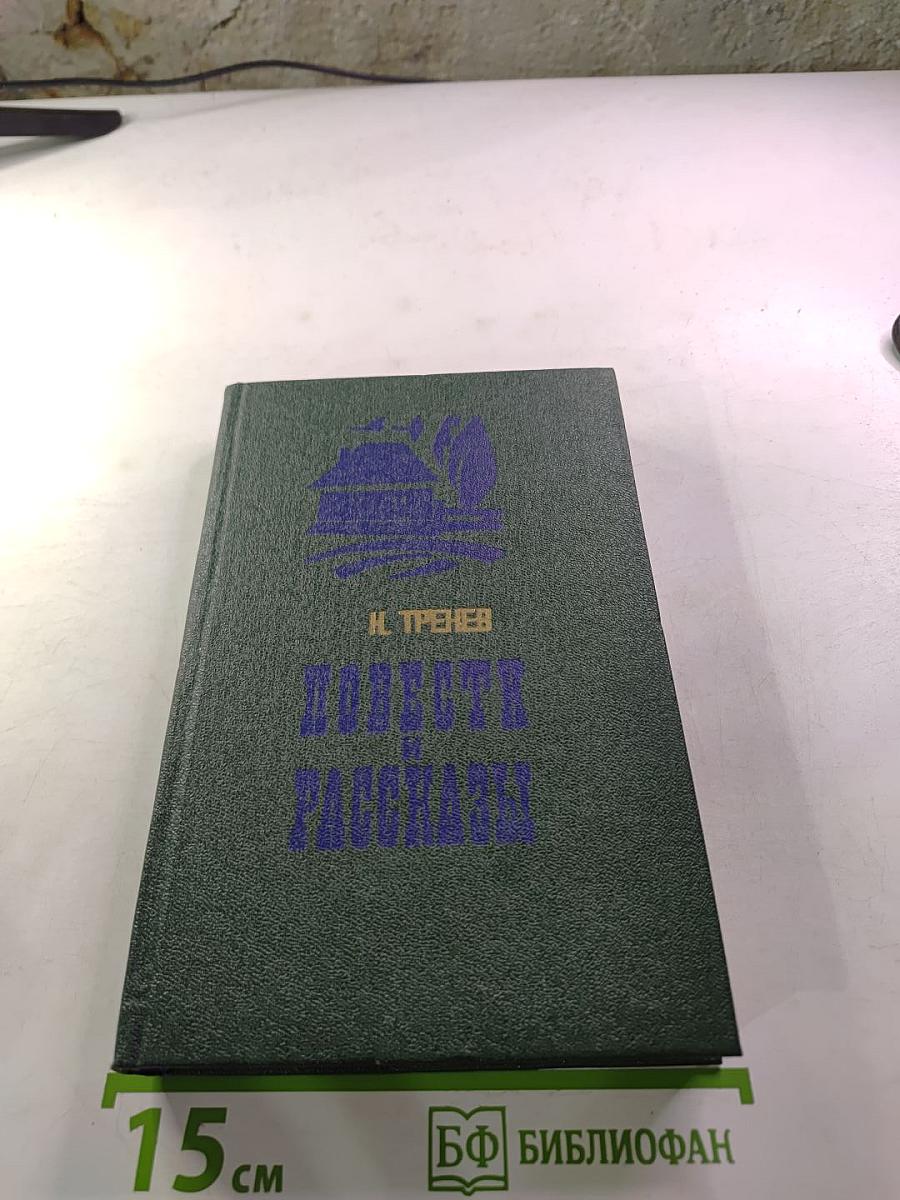 К. ТРЕНЕВ
ПОВЕСТИ
И
РАССКАЗЫ
15 см
БФ БИБЛИОФАН